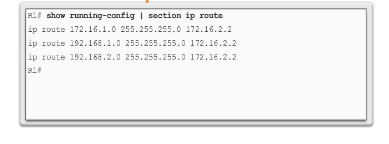 R1# show running-config | section ip route
ip route 172.16.1.0 255.255.255.0 172.16.2.2
ip route 192.168.1.0 255.255.255.0 172.16.2.2
ip route 192.168.2.0 255.255.255.0 172.16.2.2
R1#